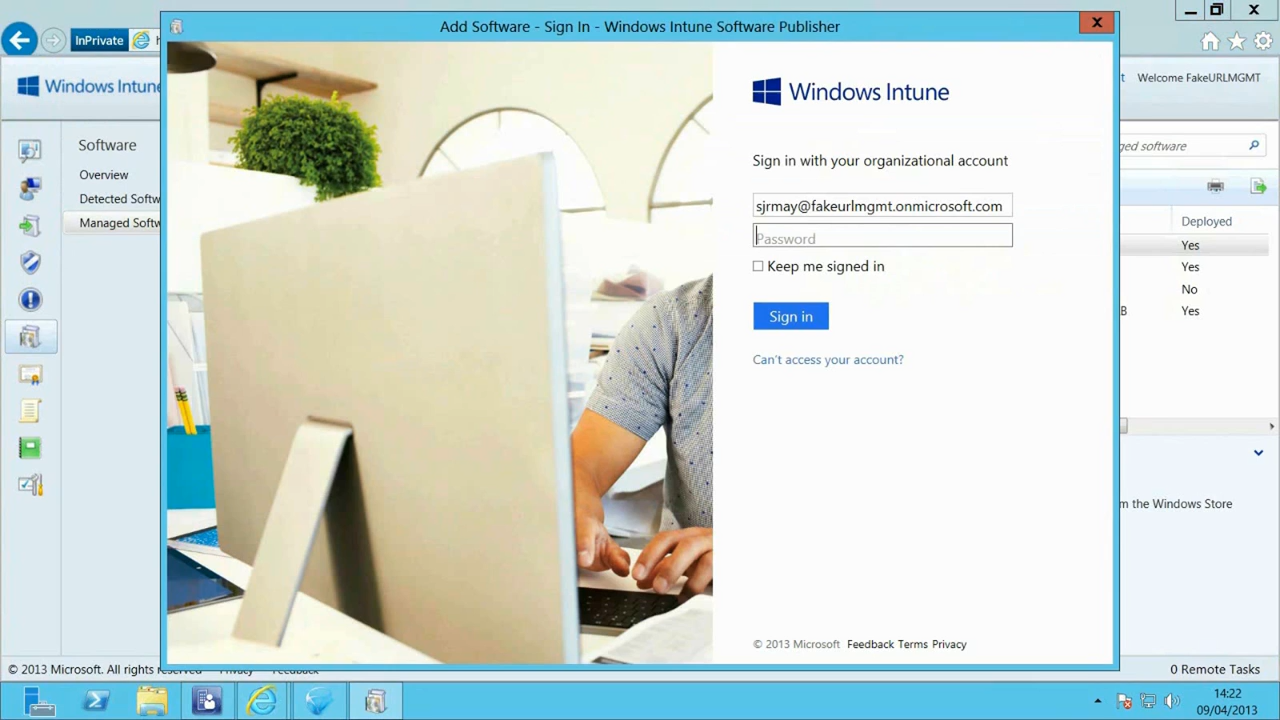 Add Software - Sign In - Windows Intune Software Publisher
InPrivate
Windows Intune
Welcome FakeURLMGMT
Software
Overview
Detected Softw
Managed Softw
Windows Intune
Sign in with your organizational account
sjrmay@fakeurlmgmt.onmicrosoft.com
Password
Keep me signed in
Sign in
Can't access your account?
© 2013 Microsoft Feedback Terms Privacy
ged software
Deployed
Yes
Yes
No
B Yes
m the Windows Store
© 2013 Microsoft. All rights reserved Privacy Feedback
0 Remote Tasks
14:22
09/04/2013